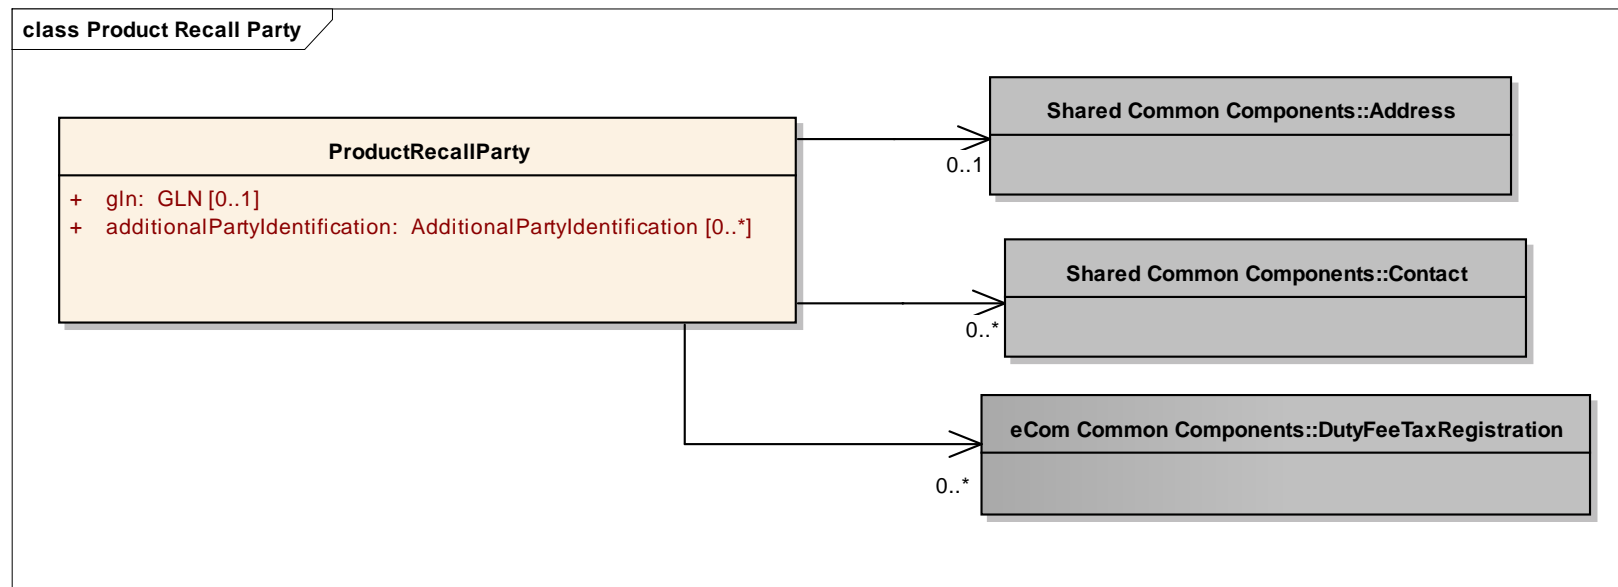 class Product Recall Party
ProductRecallParty
+ gln: GLN [0..1]
+ additionalPartyIdentification: AdditionalPartyIdentification [0..*]
Shared Common Components::Address
0..1
Shared Common Components::Contact
0..*
eCom Common Components::DutyFeeTaxRegistration
0..*